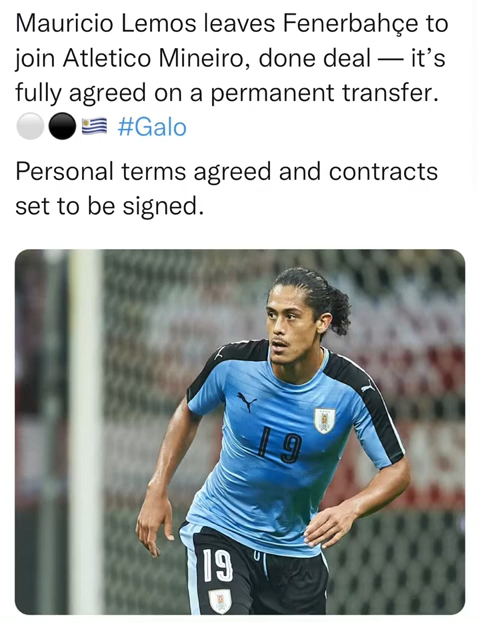 Mauricio Lemos leaves Fenerbahçe to
join Atletico Mineiro, done deal — it’s
fully agreed on a permanent transfer.
⚪️⚫️🇺🇾 #Galo
Personal terms agreed and contracts
set to be signed.
19
19